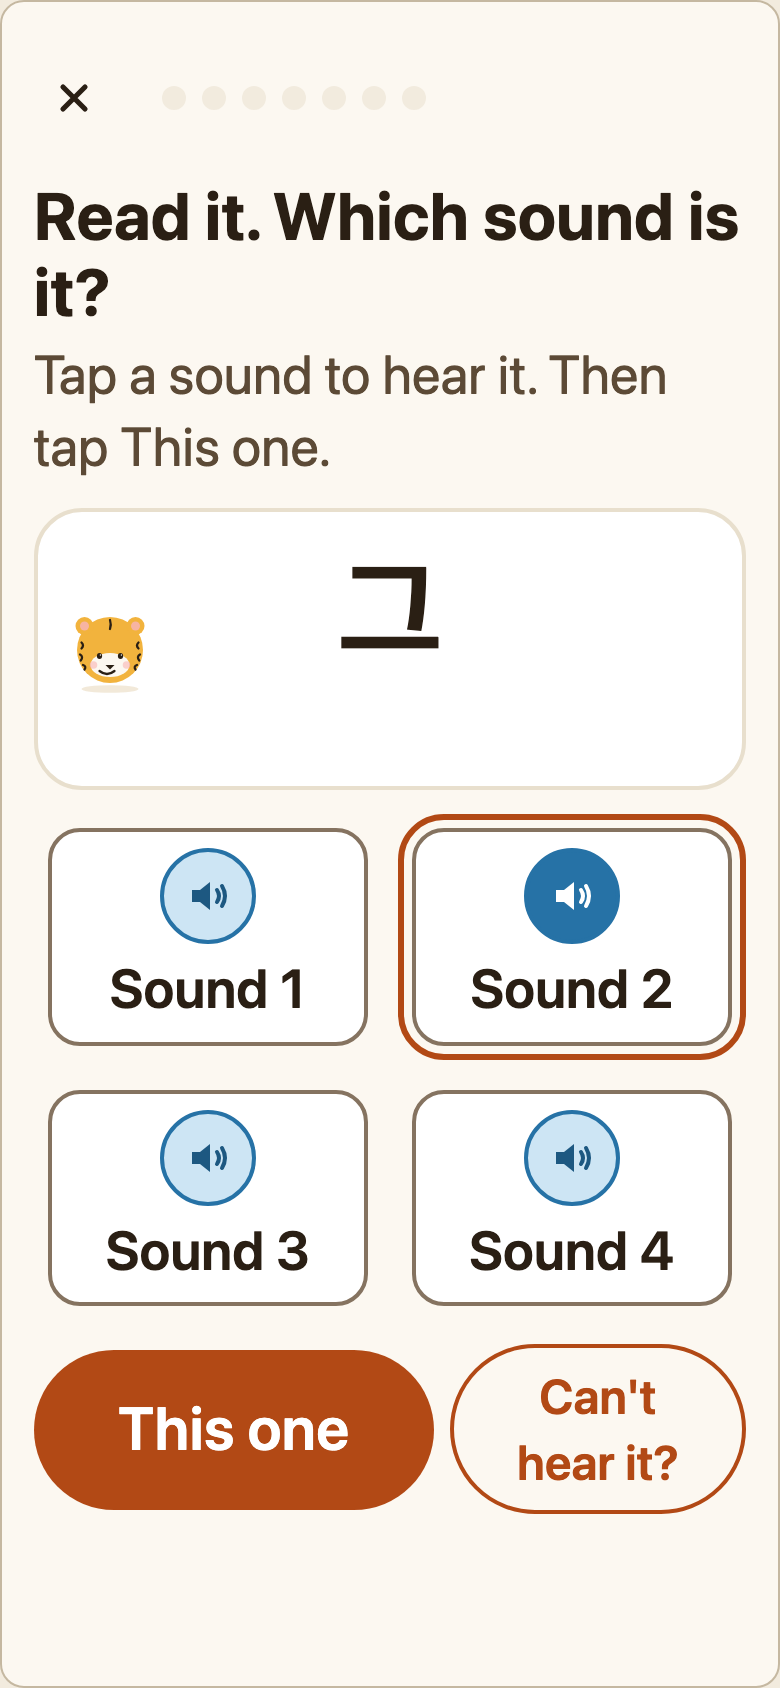 Read it. Which sound is
it?
Tap a sound to hear it. Then
tap This one.
그
Sound 1
Sound 2
Sound 3
Sound 4
This one
Can't
hear it?